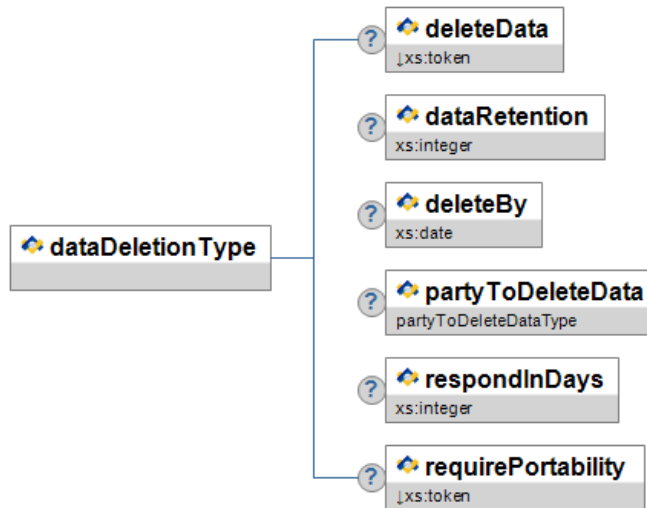 ? deleteData
↓xs:token
? dataRetention
xs:integer
? deleteBy
xs:date
dataDeletionType
? partyToDeleteData
partyToDeleteDataType
? respondInDays
xs:integer
? requirePortability
↓xs:token